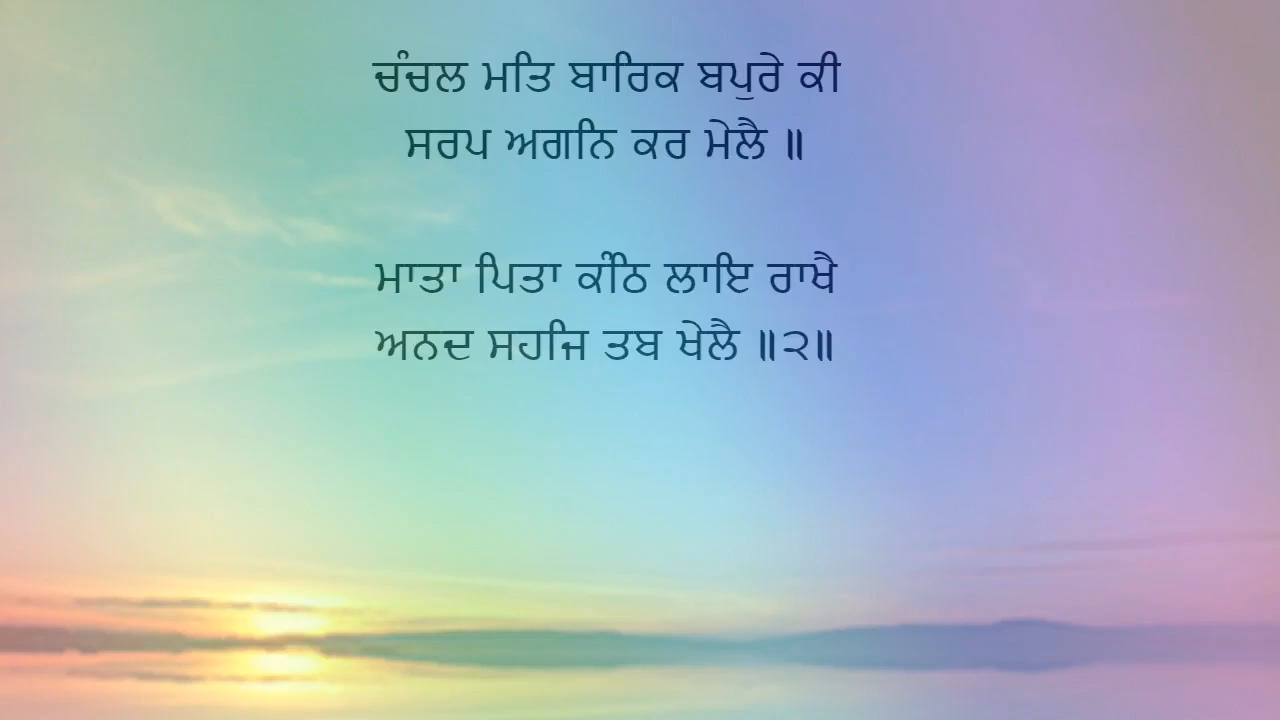 ਚੰਚਲ ਮਤਿ ਬਾਰਿਕ ਬਪੁਰੇ ਕੀ
ਸਰਪ ਅਗਨਿ ਕਰ ਮੇਲੈ ॥
ਮਾਤਾ ਪਿਤਾ ਕੰਠਿ ਲਾਇ ਰਾਖੈ
ਅਨਦ ਸਹਜਿ ਤਬ ਖੇਲੈ ॥੨॥